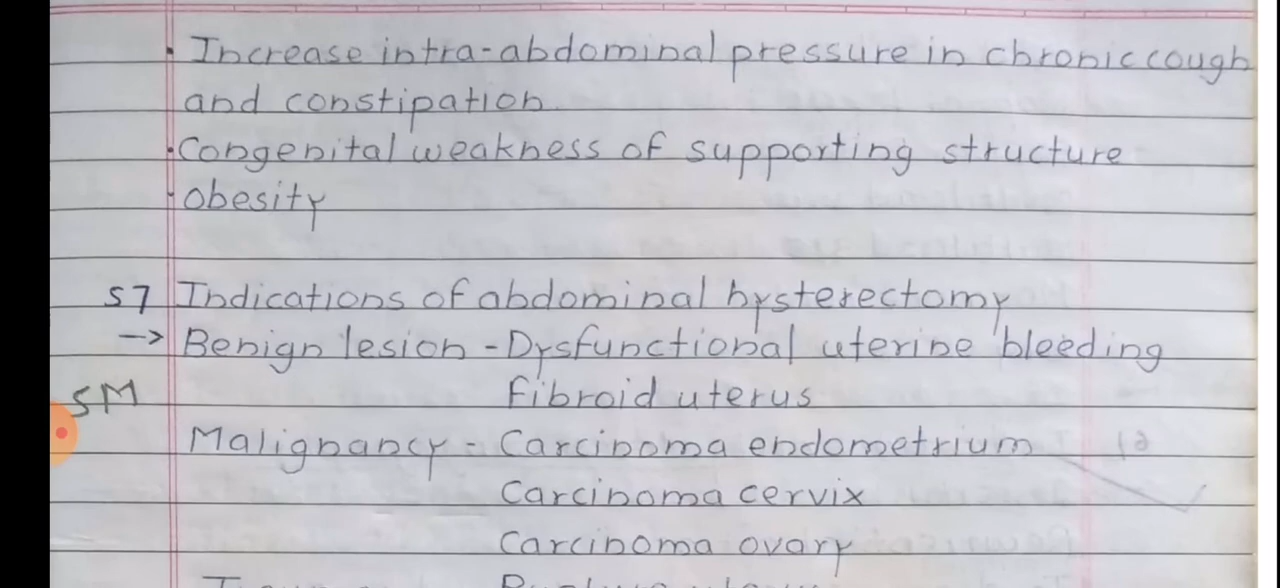 · Increase intra-abdominal pressure in chronic cough
and constipation.
· Congenital weakness of supporting structure
· obesity
57 Indications of abdominal hysterectomy
→ Benign lesion - Dysfunctional uterine bleeding
5M fibroid uterus
Malignancy - Carcinoma endometrium
Carcinoma cervix
Carcinoma ovary